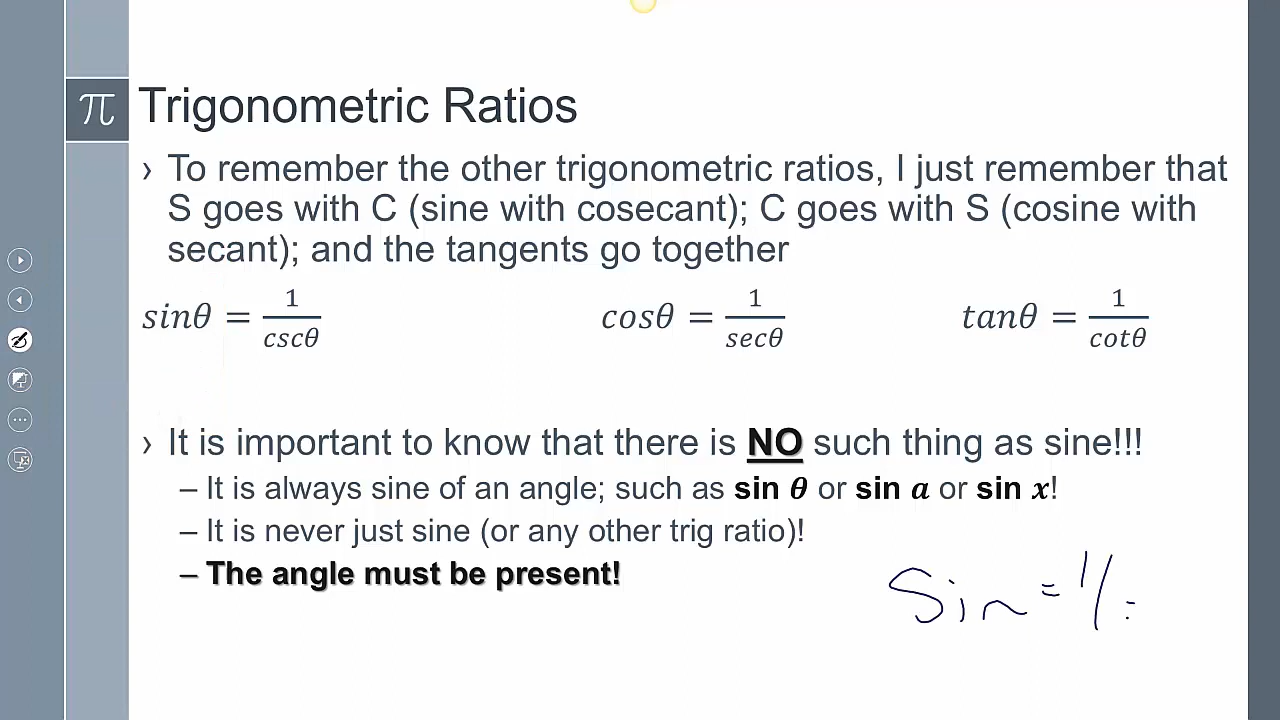 π Trigonometric Ratios
› To remember the other trigonometric ratios, I just remember that
S goes with C (sine with cosecant); C goes with S (cosine with
secant); and the tangents go together
sinθ = 1/cscθ   cosθ = 1/secθ   tanθ = 1/cotθ
› It is important to know that there is NO such thing as sine!!!
– It is always sine of an angle; such as sin θ or sin a or sin x!
– It is never just sine (or any other trig ratio)!
– The angle must be present!
Sin = 1/